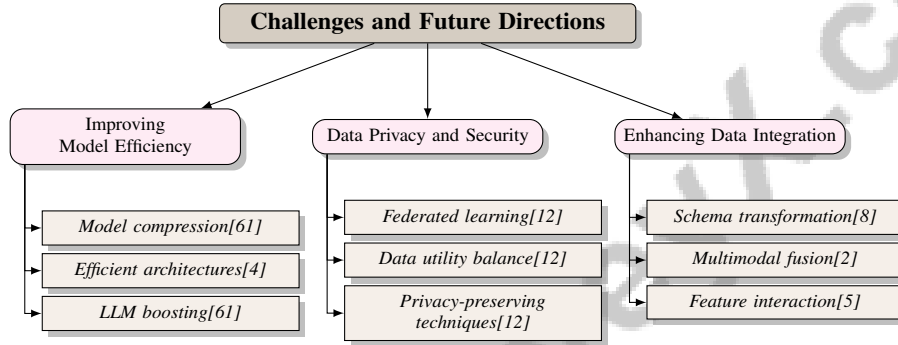 Challenges and Future Directions
Improving
Model Efficiency
Model compression[61]
Efficient architectures[4]
LLM boosting[61]
Data Privacy and Security
Federated learning[12]
Data utility balance[12]
Privacy-preserving
techniques[12]
Enhancing Data Integration
Schema transformation[8]
Multimodal fusion[2]
Feature interaction[5]